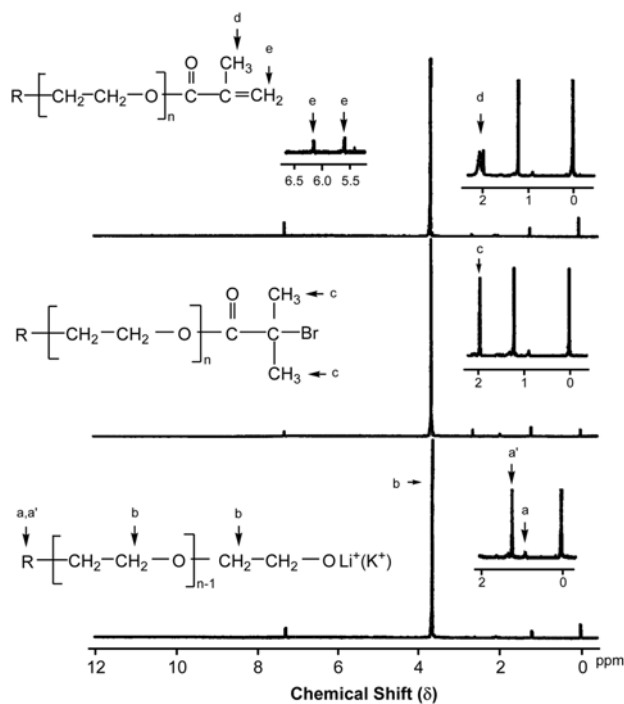 d
e
O
CH3
R
CH2
CH2
O
C
C
CH2
n
e
e
6.5
6.0
5.5
d
2
1
0
O
CH3
c
R
CH2
CH2
O
C
C
Br
n
CH3
c
c
2
1
0
a,a'
b
b
R
CH2
CH2
O
CH2
CH2
O Li+(K+)
n-1
b
a'
a
2
0
12
10
8
6
4
2
0
ppm
Chemical Shift (δ)